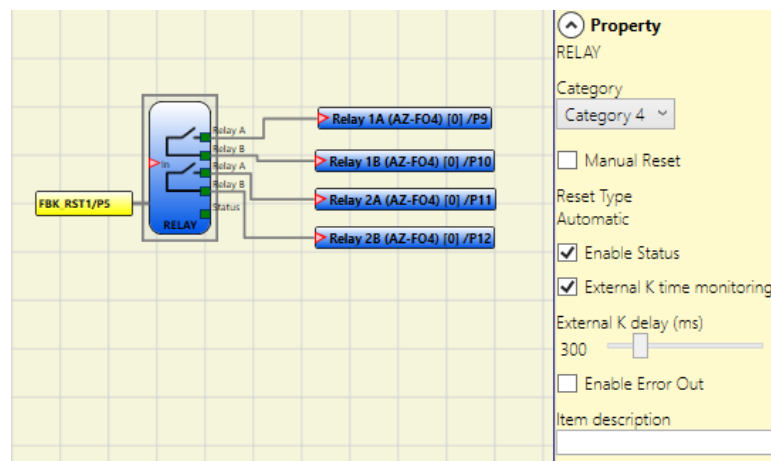 Property
RELAY
Category
Category 4
Manual Reset
Reset Type
Automatic
Enable Status
External K time monitoring
External K delay (ms)
300
Enable Error Out
Item description
Relay A
Relay B
Relay A
Relay B
Status
In
RELAY
FBK_RST1/P5
Relay 1A (AZ-FO4) [0] /P9
Relay 1B (AZ-FO4) [0] /P10
Relay 2A (AZ-FO4) [0] /P11
Relay 2B (AZ-FO4) [0] /P12